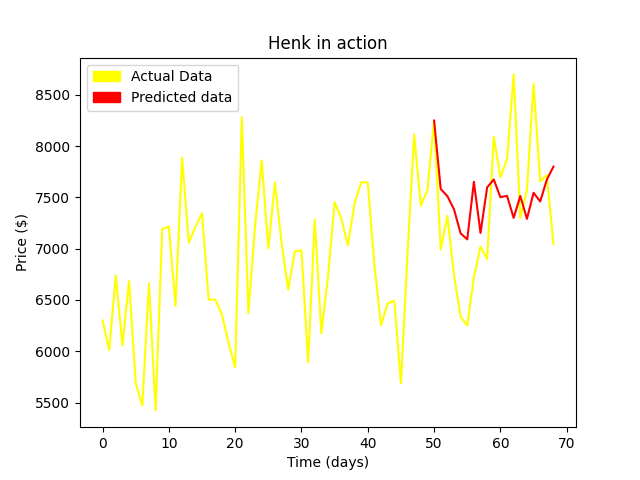 Henk in action
Actual Data
Predicted data
Price ($)
8500
8000
7500
7000
6500
6000
5500
0 10 20 30 40 50 60 70
Time (days)